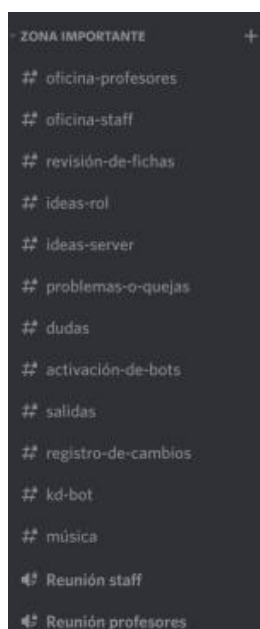 ZONA IMPORTANTE
oficina-profesores
oficina-staff
revisión-de-fichas
ideas-rol
ideas-server
problemas-o-quejas
dudas
activación-de-bots
salidas
registro-de-cambios
kd-bot
música
Reunión staff
Reunión profesores